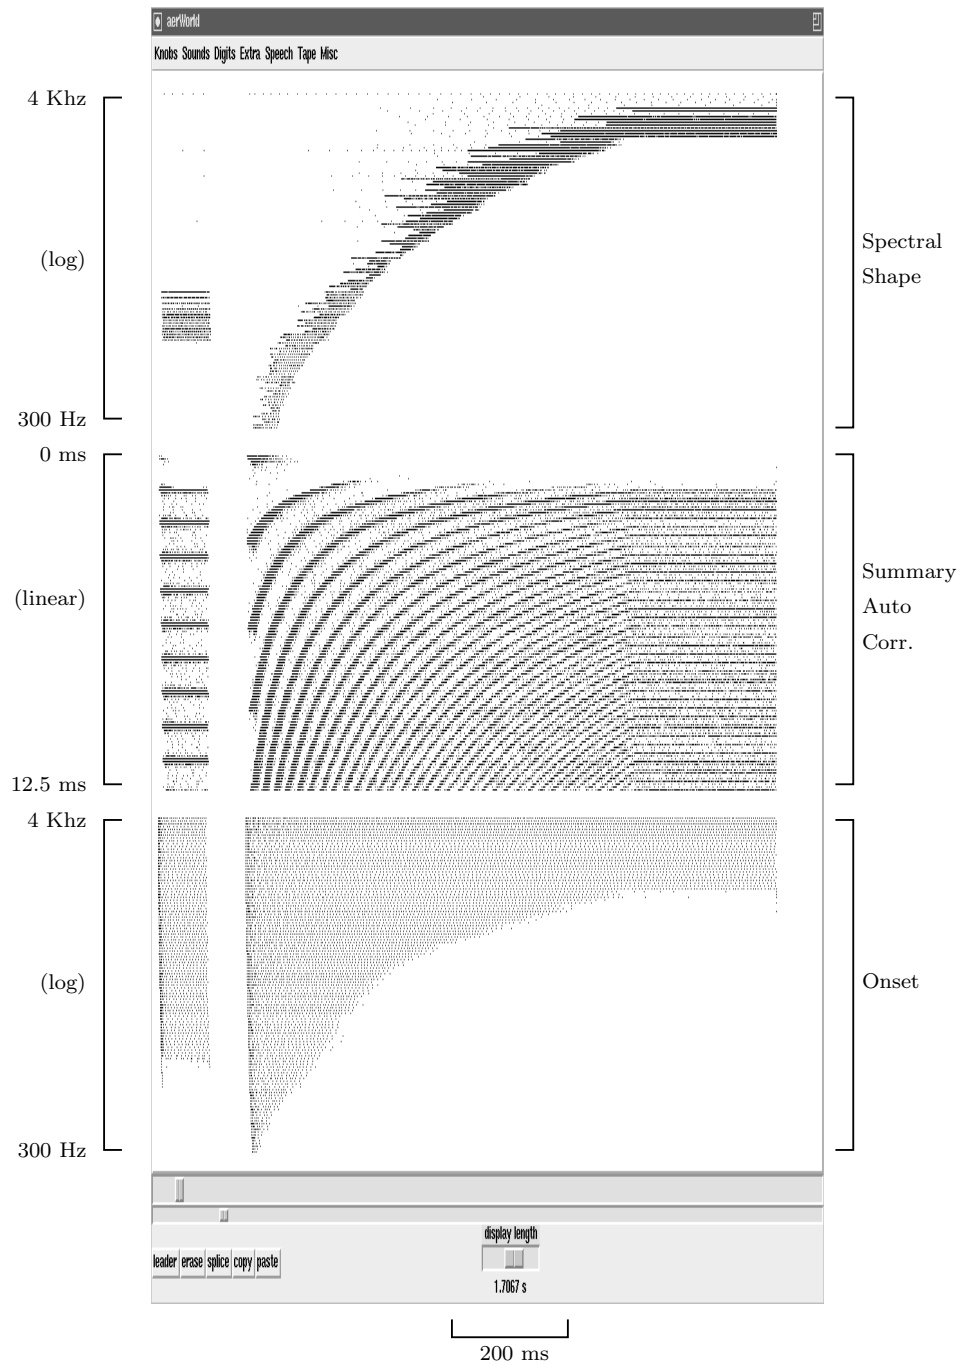 aerWorld
Knobs Sounds Digits Extra Speech Tape Misc
4 Khz
(log)
300 Hz
Spectral
Shape
0 ms
(linear)
12.5 ms
Summary
Auto
Corr.
4 Khz
(log)
300 Hz
Onset
display length
leader erase splice copy paste
1.7067 s
200 ms